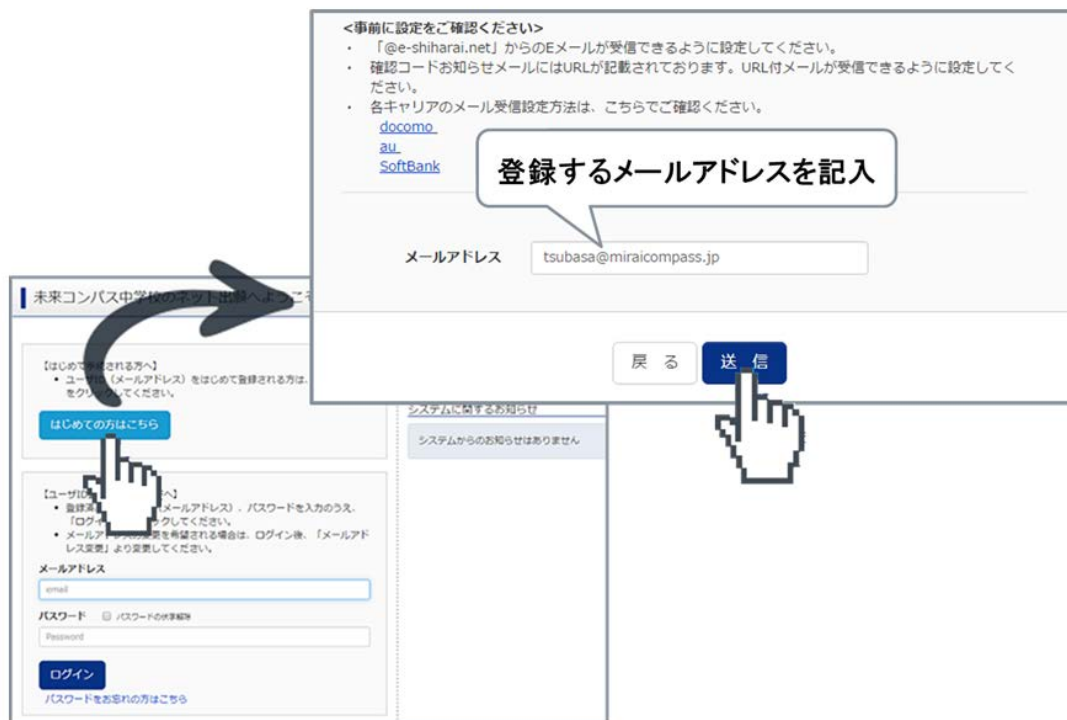 <事前に設定をご確認ください>
・ 「@e-shiharai.net」からのEメールが受信できるように設定してください。
・ 確認コードお知らせメールにはURLが記載されております。URL付メールが受信できるように設定してく
ださい。
・ 各キャリアのメール受信設定方法は、こちらでご確認ください。
docomo
au
SoftBank
登録するメールアドレスを記入
メールアドレス tsubasa@miraicompass.jp
戻 る 送 信
未来コンパス中学校のネット出願へようこそ
【はじめて手続される方へ】
• ユーザID（メールアドレス）をはじめて登録される方は、
をクリックしてください。
はじめての方はこちら
システムに関するお知らせ
システムからのお知らせはありません
【ユーザID へ】
• 登録済 （メールアドレス）、パスワードを入力のうえ、
「ログイ クしてください。
• メールアドレスの変更を希望される場合は、ログイン後、「メールアド
レス変更」より変更してください。
メールアドレス
email
パスワード パスワードの伏字解除
Password
ログイン
パスワードをお忘れの方はこちら